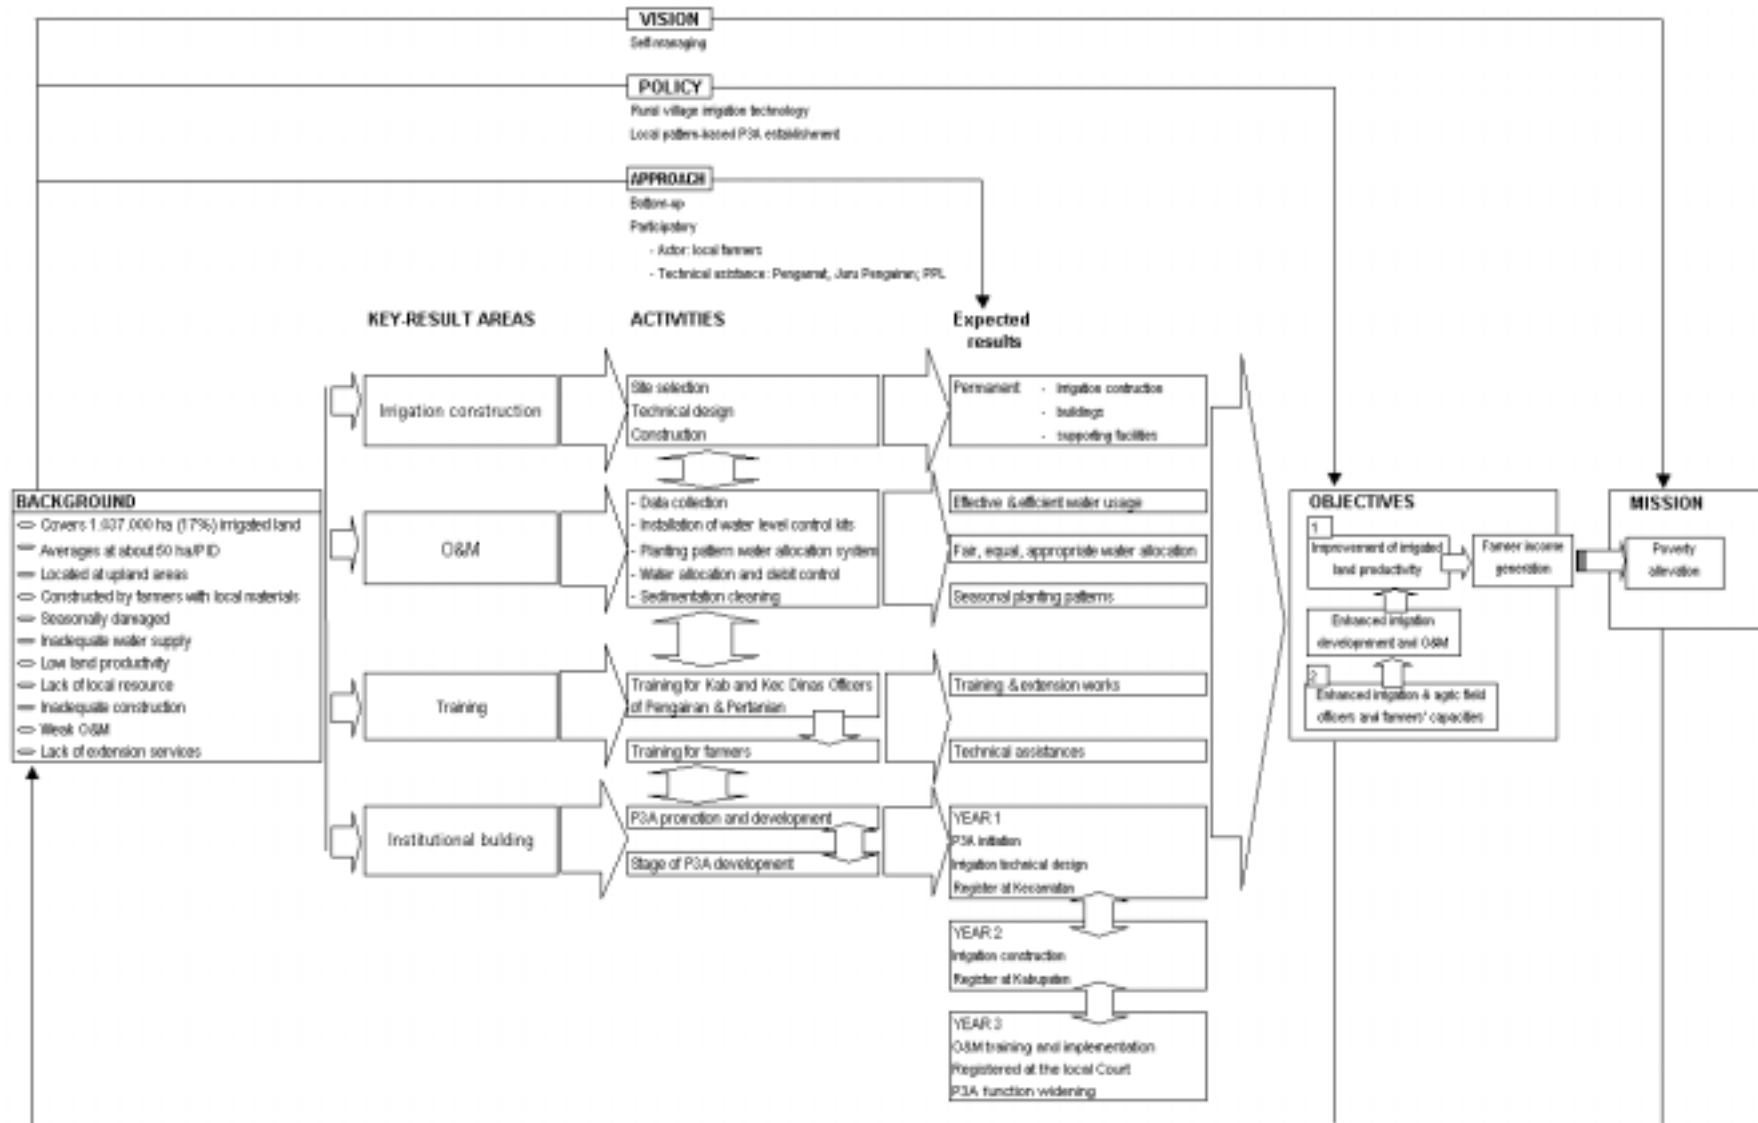 VISION
Self-managing
POLICY
Rural village irrigation technology
Local pattern-based P3A establishment
APPROACH
Bottom-up
Participatory
- Actor: local farmers
- Technical asistance: Pengamat, Juru Pengairan; PPL
KEY-RESULT AREAS
ACTIVITIES
Expected
results
Irrigation construction
Site selection
Technical design
Construction
Permanent
- Irrigation contruction
- buildings
- supporting facilities
BACKGROUND
Covers 1.037.000 ha (17%) irrigated land
Averages at about 50 ha/PID
Located at upland areas
Constructed by farmers with local materials
Seasonally damaged
Inadequate water supply
Low land productivity
Lack of local resource
Inadequate construction
Weak O&M
Lack of extension services
O&M
- Data collection
- Installation of water level control kits
- Planting pattern water allocation system
- Water allocation and debit control
- Sedimentation cleaning
Effective & efficient water usage
Fair, equal, appropriate water allocation
Seasonal planting patterns
Training
Training for Kab and Kec Dinas Officers
of Pengairan & Pertanian
Training for farmers
Training & extension works
Technical assistances
Institutional bulding
P3A promotion and development
Stage of P3A development
YEAR 1
P3A initiation
Irrigation technical design
Register at Kecamatan
YEAR 2
Irrigation construction
Register at Kabupaten
YEAR 3
O&M training and implementation
Registered at the local Court
P3A function widening
OBJECTIVES
1
Improvement of irrigated
land productivity
Farmer income
generation
Enhanced irrigation
development and O&M
2
Enhanced irrigation & agric field
officers and farmers' capacities
MISSION
Poverty
alleviation